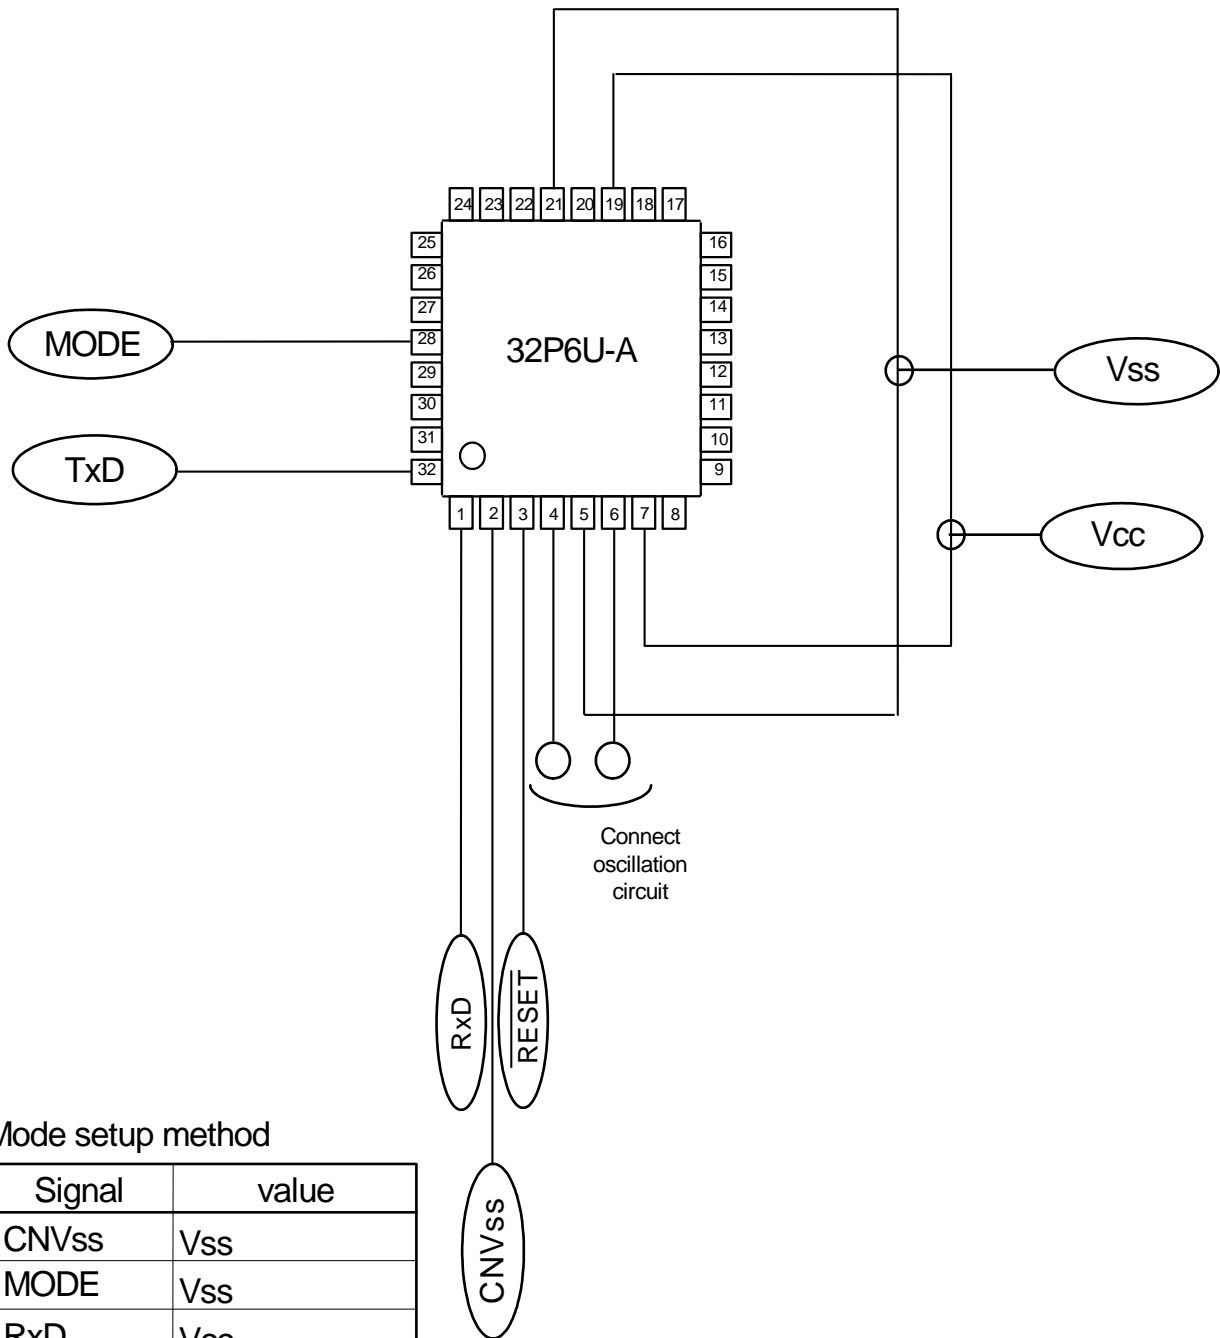 24 23 22 21 20 19 18 17
25 16
26 15
27 14
28 13
29 12
30 11
31 10
32 9
32P6U-A
MODE
Vss
TxD
Vcc
1 2 3 4 5 6 7 8
Connect
oscillation
circuit
RxD
RESET
CNVss
Mode setup method
Signal value
CNVss Vss
MODE Vss
RxD Vcc